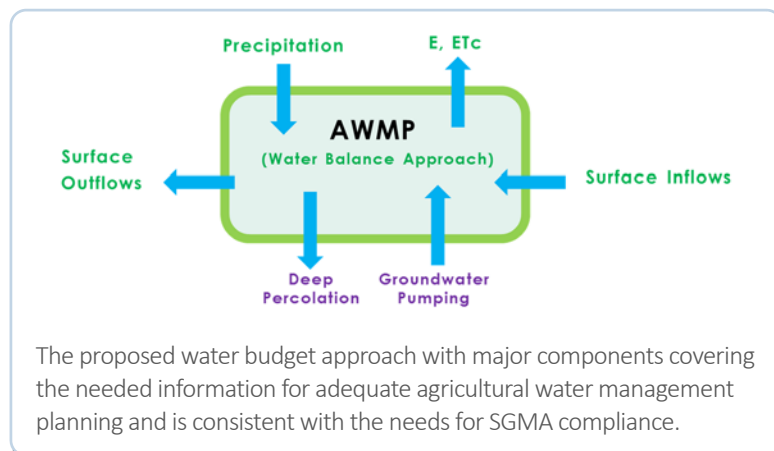 Precipitation
E, ETc
AWMP
(Water Balance Approach)
Surface
Outflows
Surface Inflows
Deep
Percolation
Groundwater
Pumping
The proposed water budget approach with major components covering
the needed information for adequate agricultural water management
planning and is consistent with the needs for SGMA compliance.